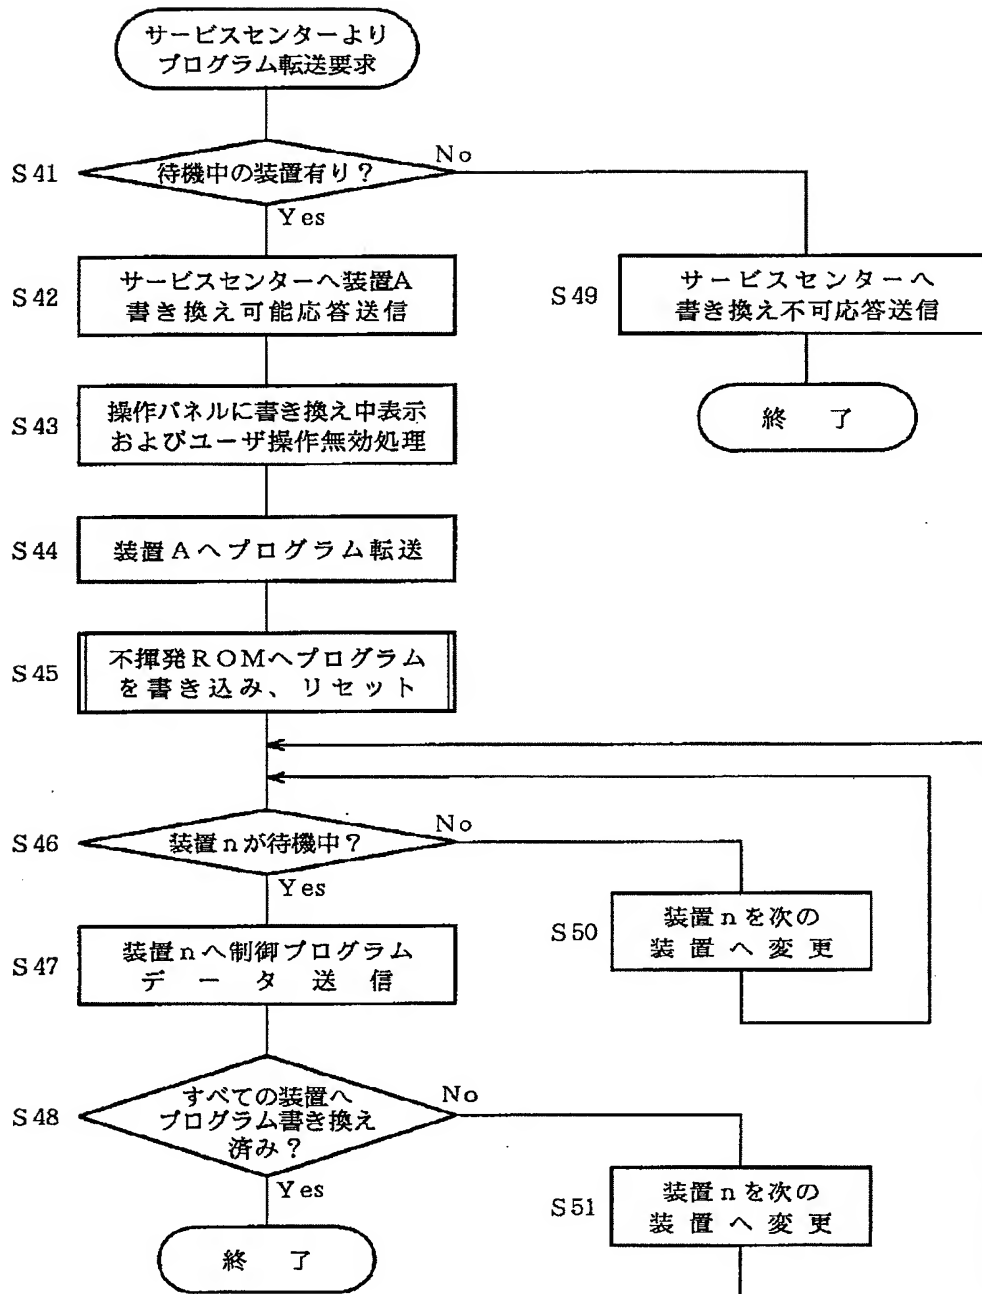 サービスセンターより
プログラム転送要求
S41
待機中の装置有り？
No
Yes
S42
サービスセンターへ装置A
書き換え可能応答送信
S49
サービスセンターへ
書き換え不可応答送信
終 了
S43
操作パネルに書き換え中表示
およびユーザ操作無効処理
S44
装置Aへプログラム転送
S45
不揮発ROMへプログラム
を書き込み、リセット
S46
装置nが待機中？
No
Yes
S50
装置nを次の
装置へ変更
S47
装置nへ制御プログラム
データ送信
S48
すべての装置へ
プログラム書き換え
済み？
No
Yes
S51
装置nを次の
装置へ変更
終 了